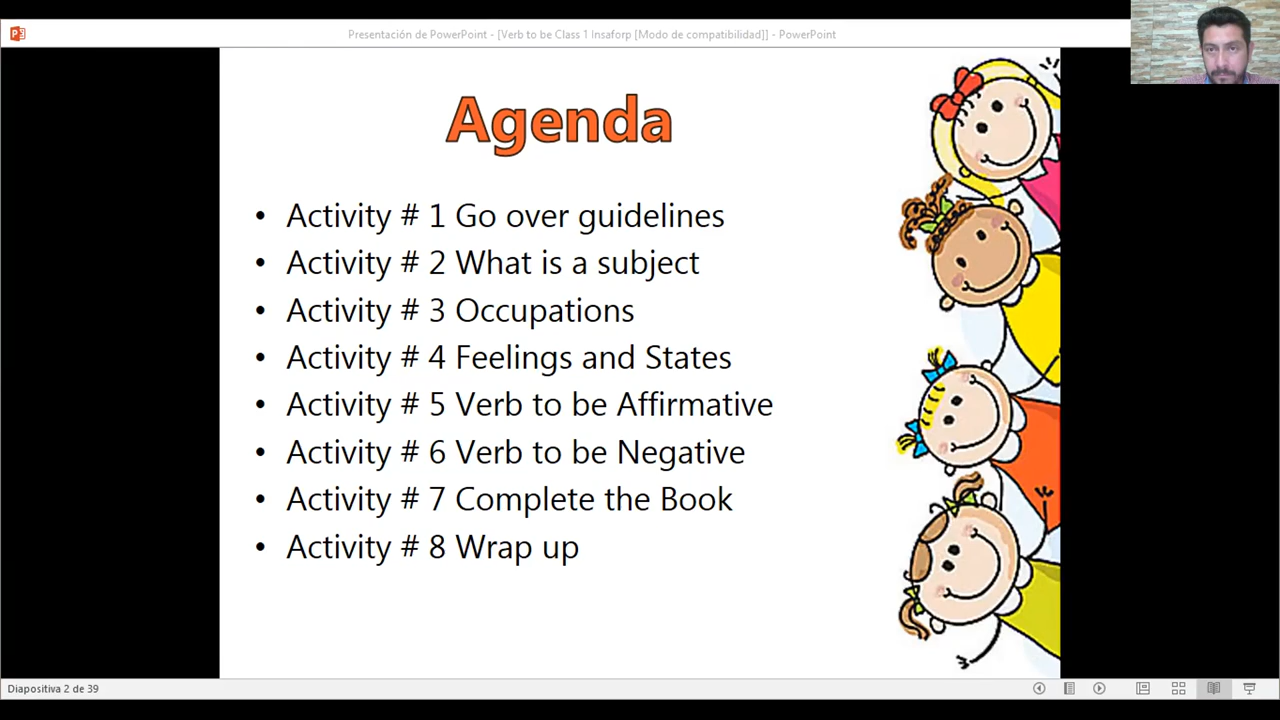 Presentación de PowerPoint - [Verb to be Class 1 Insaforp [Modo de compatibilidad]] - PowerPoint
Agenda
• Activity # 1 Go over guidelines
• Activity # 2 What is a subject
• Activity # 3 Occupations
• Activity # 4 Feelings and States
• Activity # 5 Verb to be Affirmative
• Activity # 6 Verb to be Negative
• Activity # 7 Complete the Book
• Activity # 8 Wrap up
Diapositiva 2 de 39